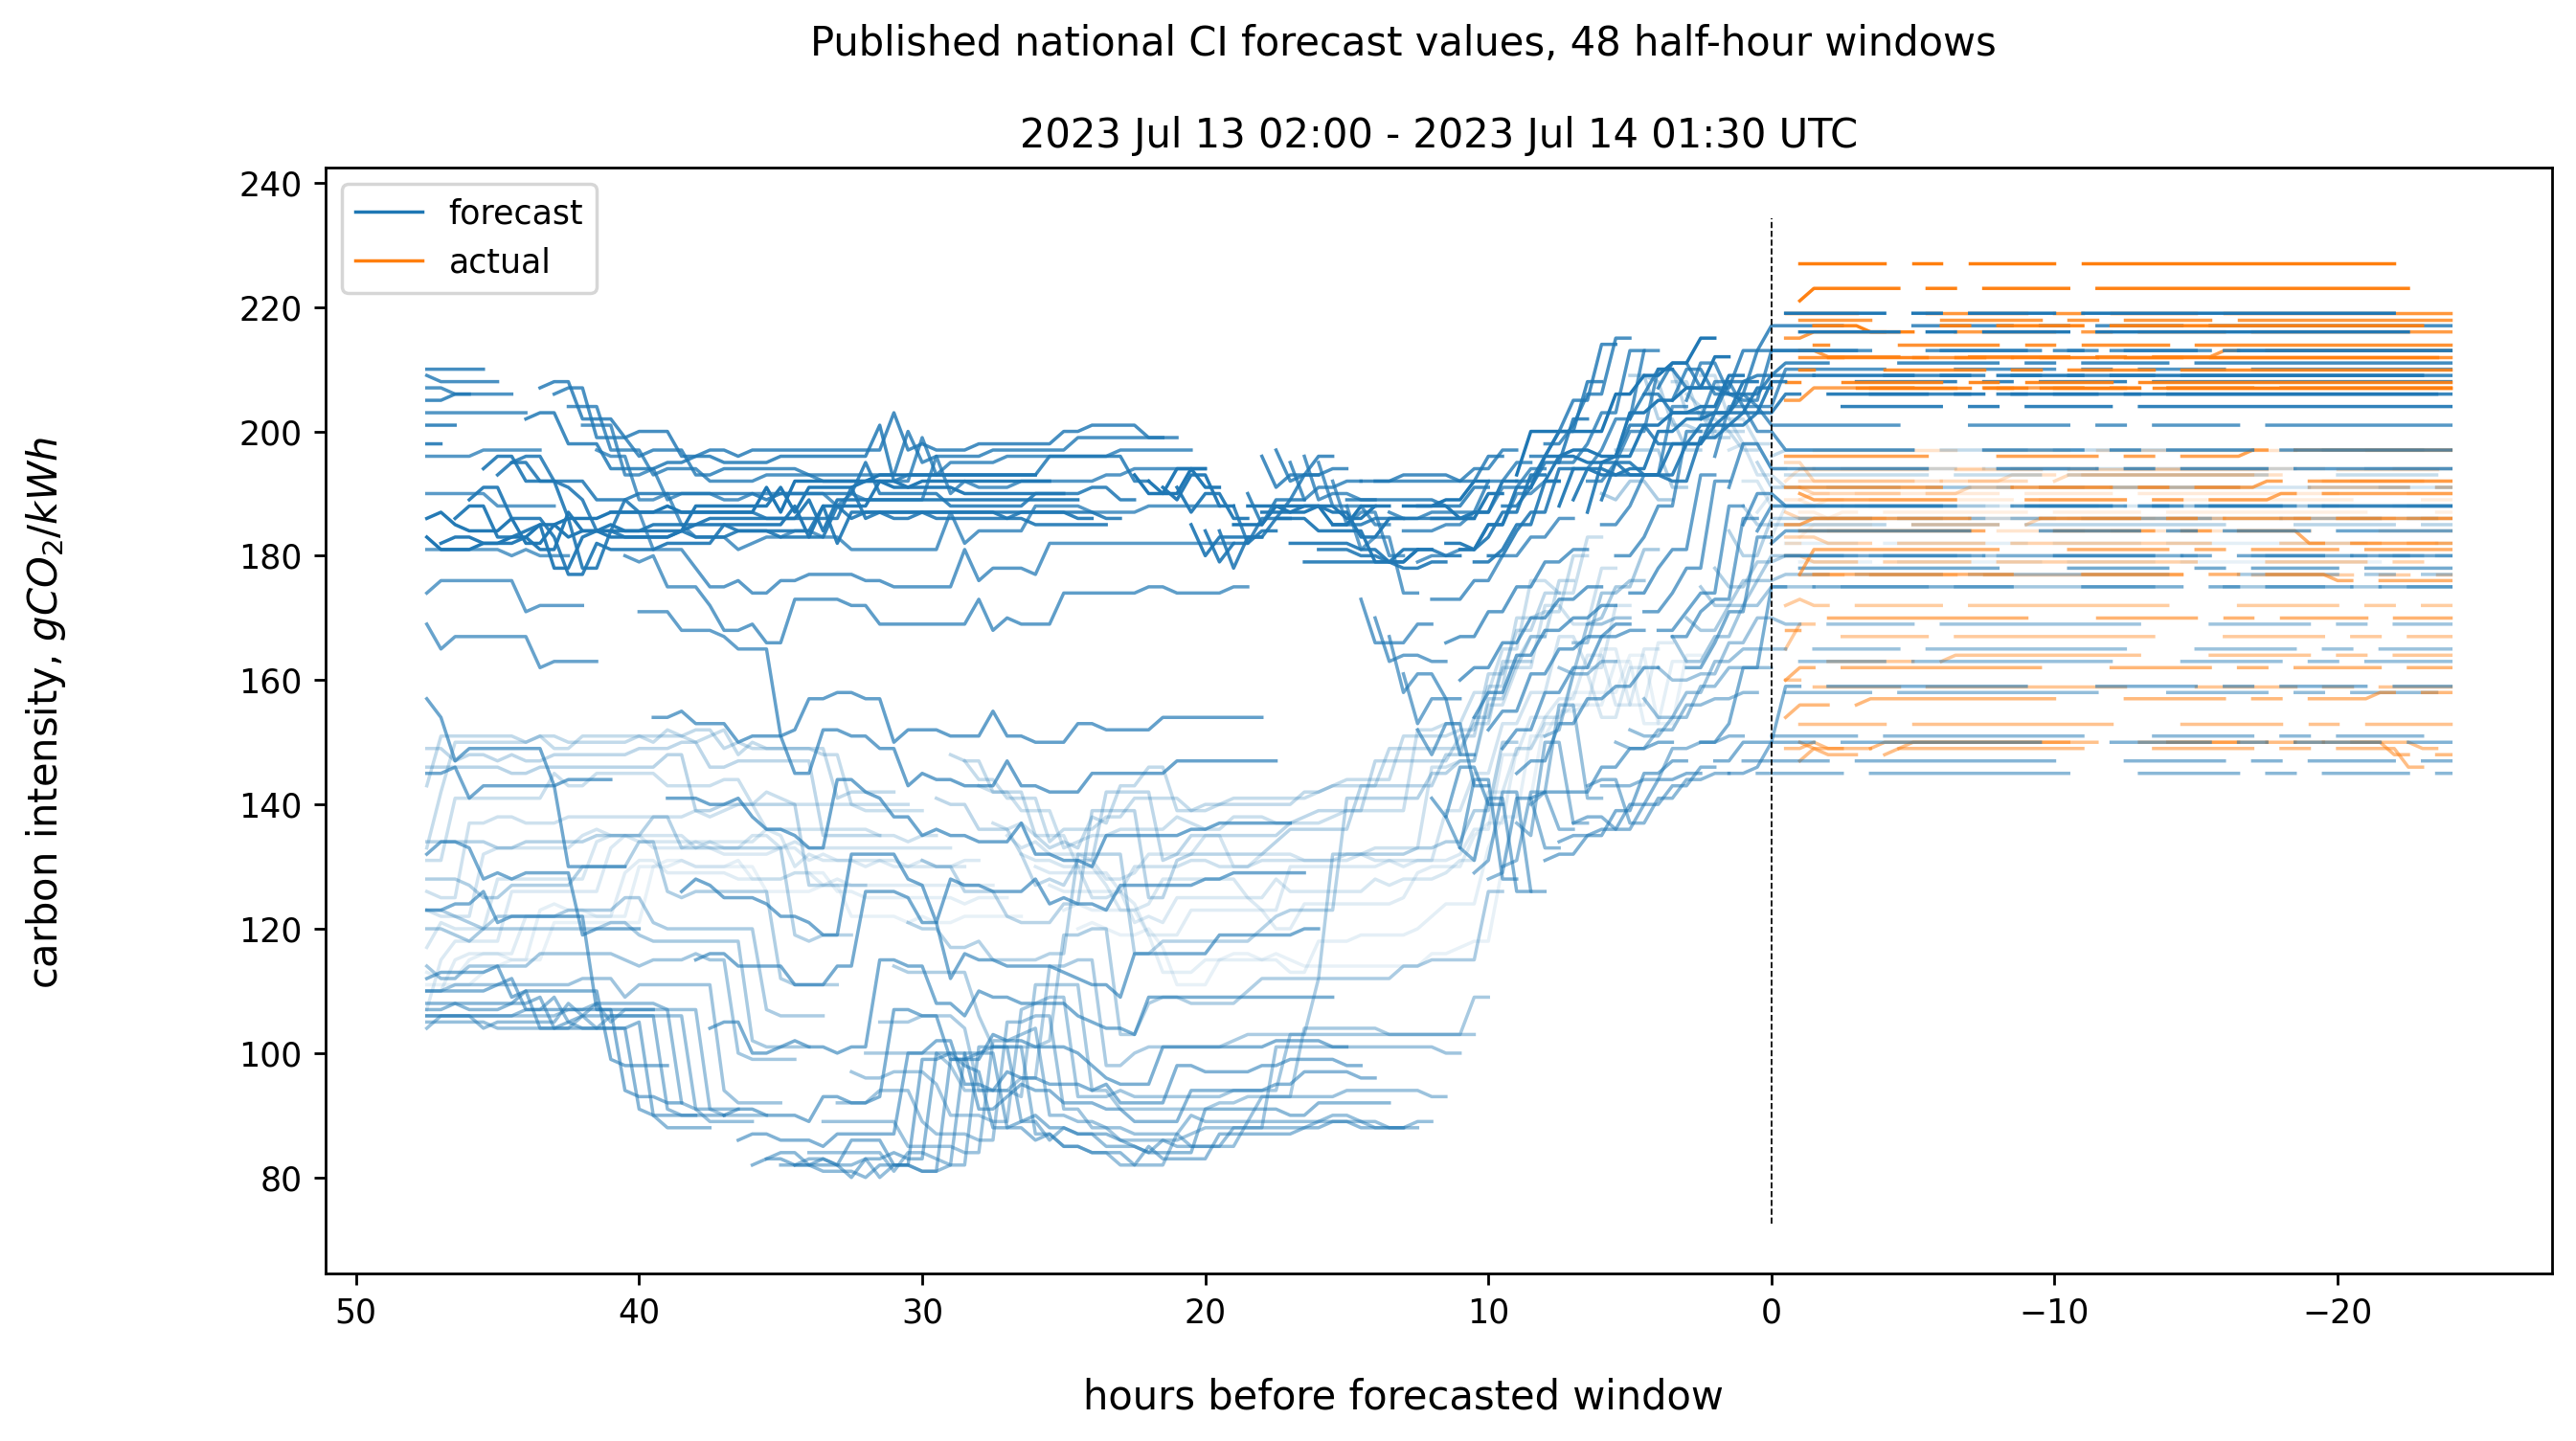 Published national CI forecast values, 48 half-hour windows
2023 Jul 13 02:00 - 2023 Jul 14 01:30 UTC
forecast
actual
carbon intensity, gCO₂/kWh
240
220
200
180
160
140
120
100
80
50
40
30
20
10
0
−10
−20
hours before forecasted window